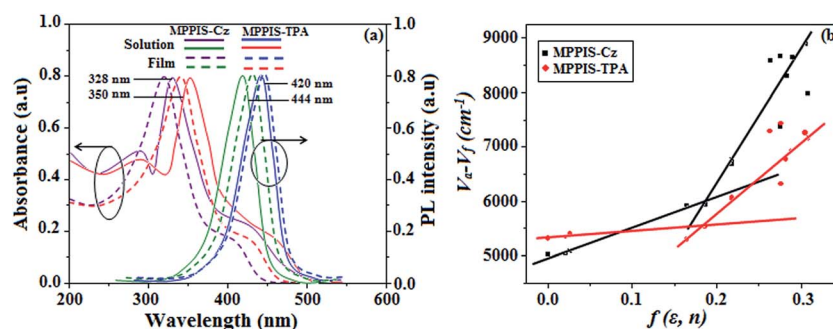 MPPIS-Cz MPPIS-TPA (a)
Solution
Film
328 nm
350 nm
420 nm
444 nm
Absorbance (a.u)
1.0
0.8
0.6
0.4
0.2
0.0
PL intensity (a.u)
1.0
0.8
0.6
0.4
0.2
0.0
200 300 400 500 600
Wavelength (nm)
(b)
MPPIS-Cz
MPPIS-TPA
Va-Vf (cm-1)
9000
8000
7000
6000
5000
0.0 0.1 0.2 0.3
f (ε, n)